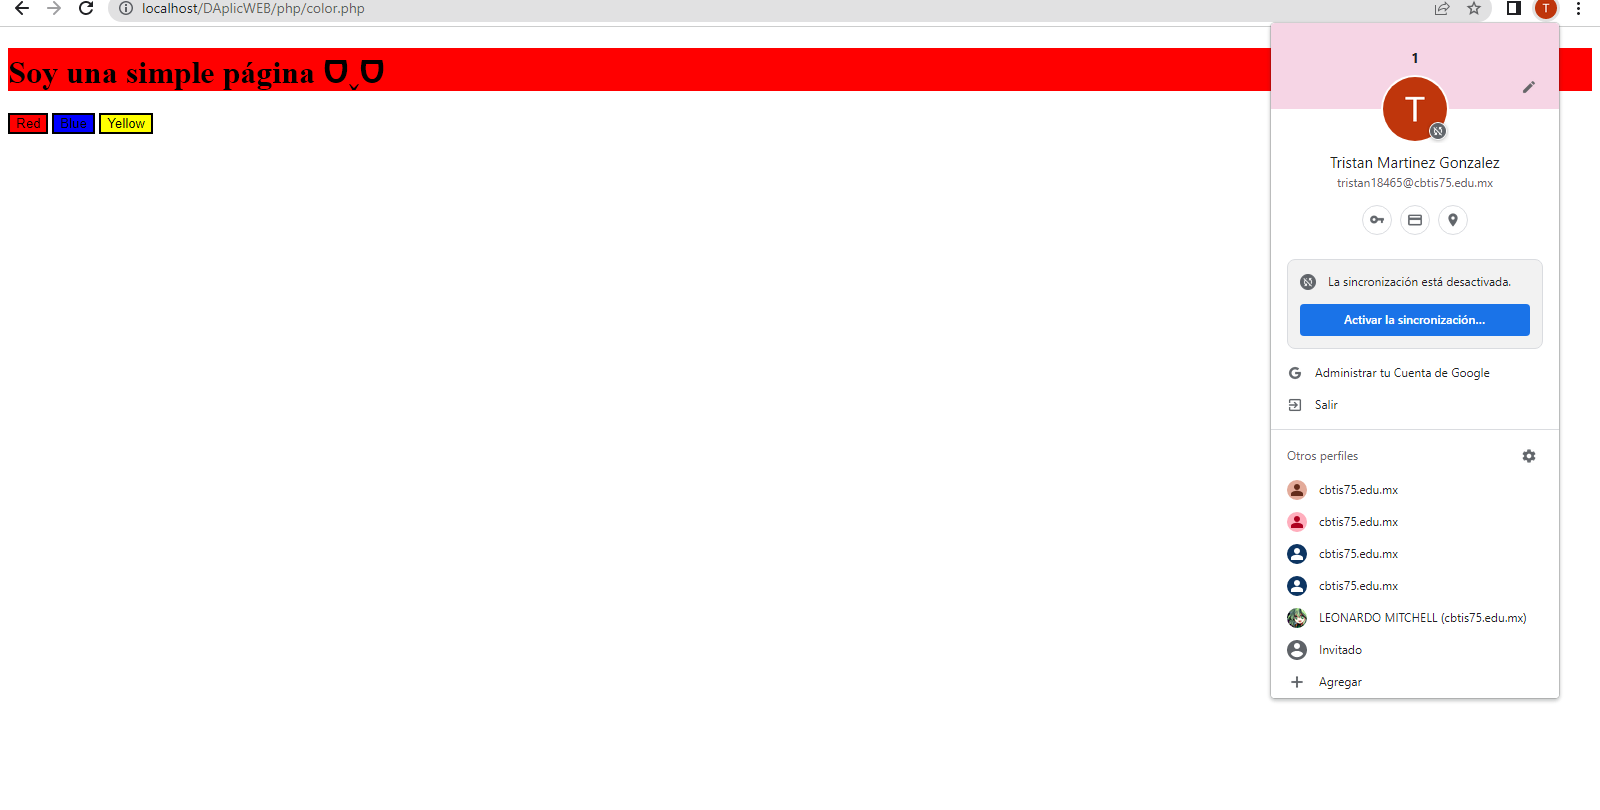 localhost/DAplicWEB/php/color.php
T
Soy una simple página ᗜˬᗜ
Red Blue Yellow
1
T
Tristan Martinez Gonzalez
tristan18465@cbtis75.edu.mx
La sincronización está desactivada.
Activar la sincronización...
G Administrar tu Cuenta de Google
Salir
Otros perfiles
cbtis75.edu.mx
cbtis75.edu.mx
cbtis75.edu.mx
cbtis75.edu.mx
LEONARDO MITCHELL (cbtis75.edu.mx)
Invitado
Agregar